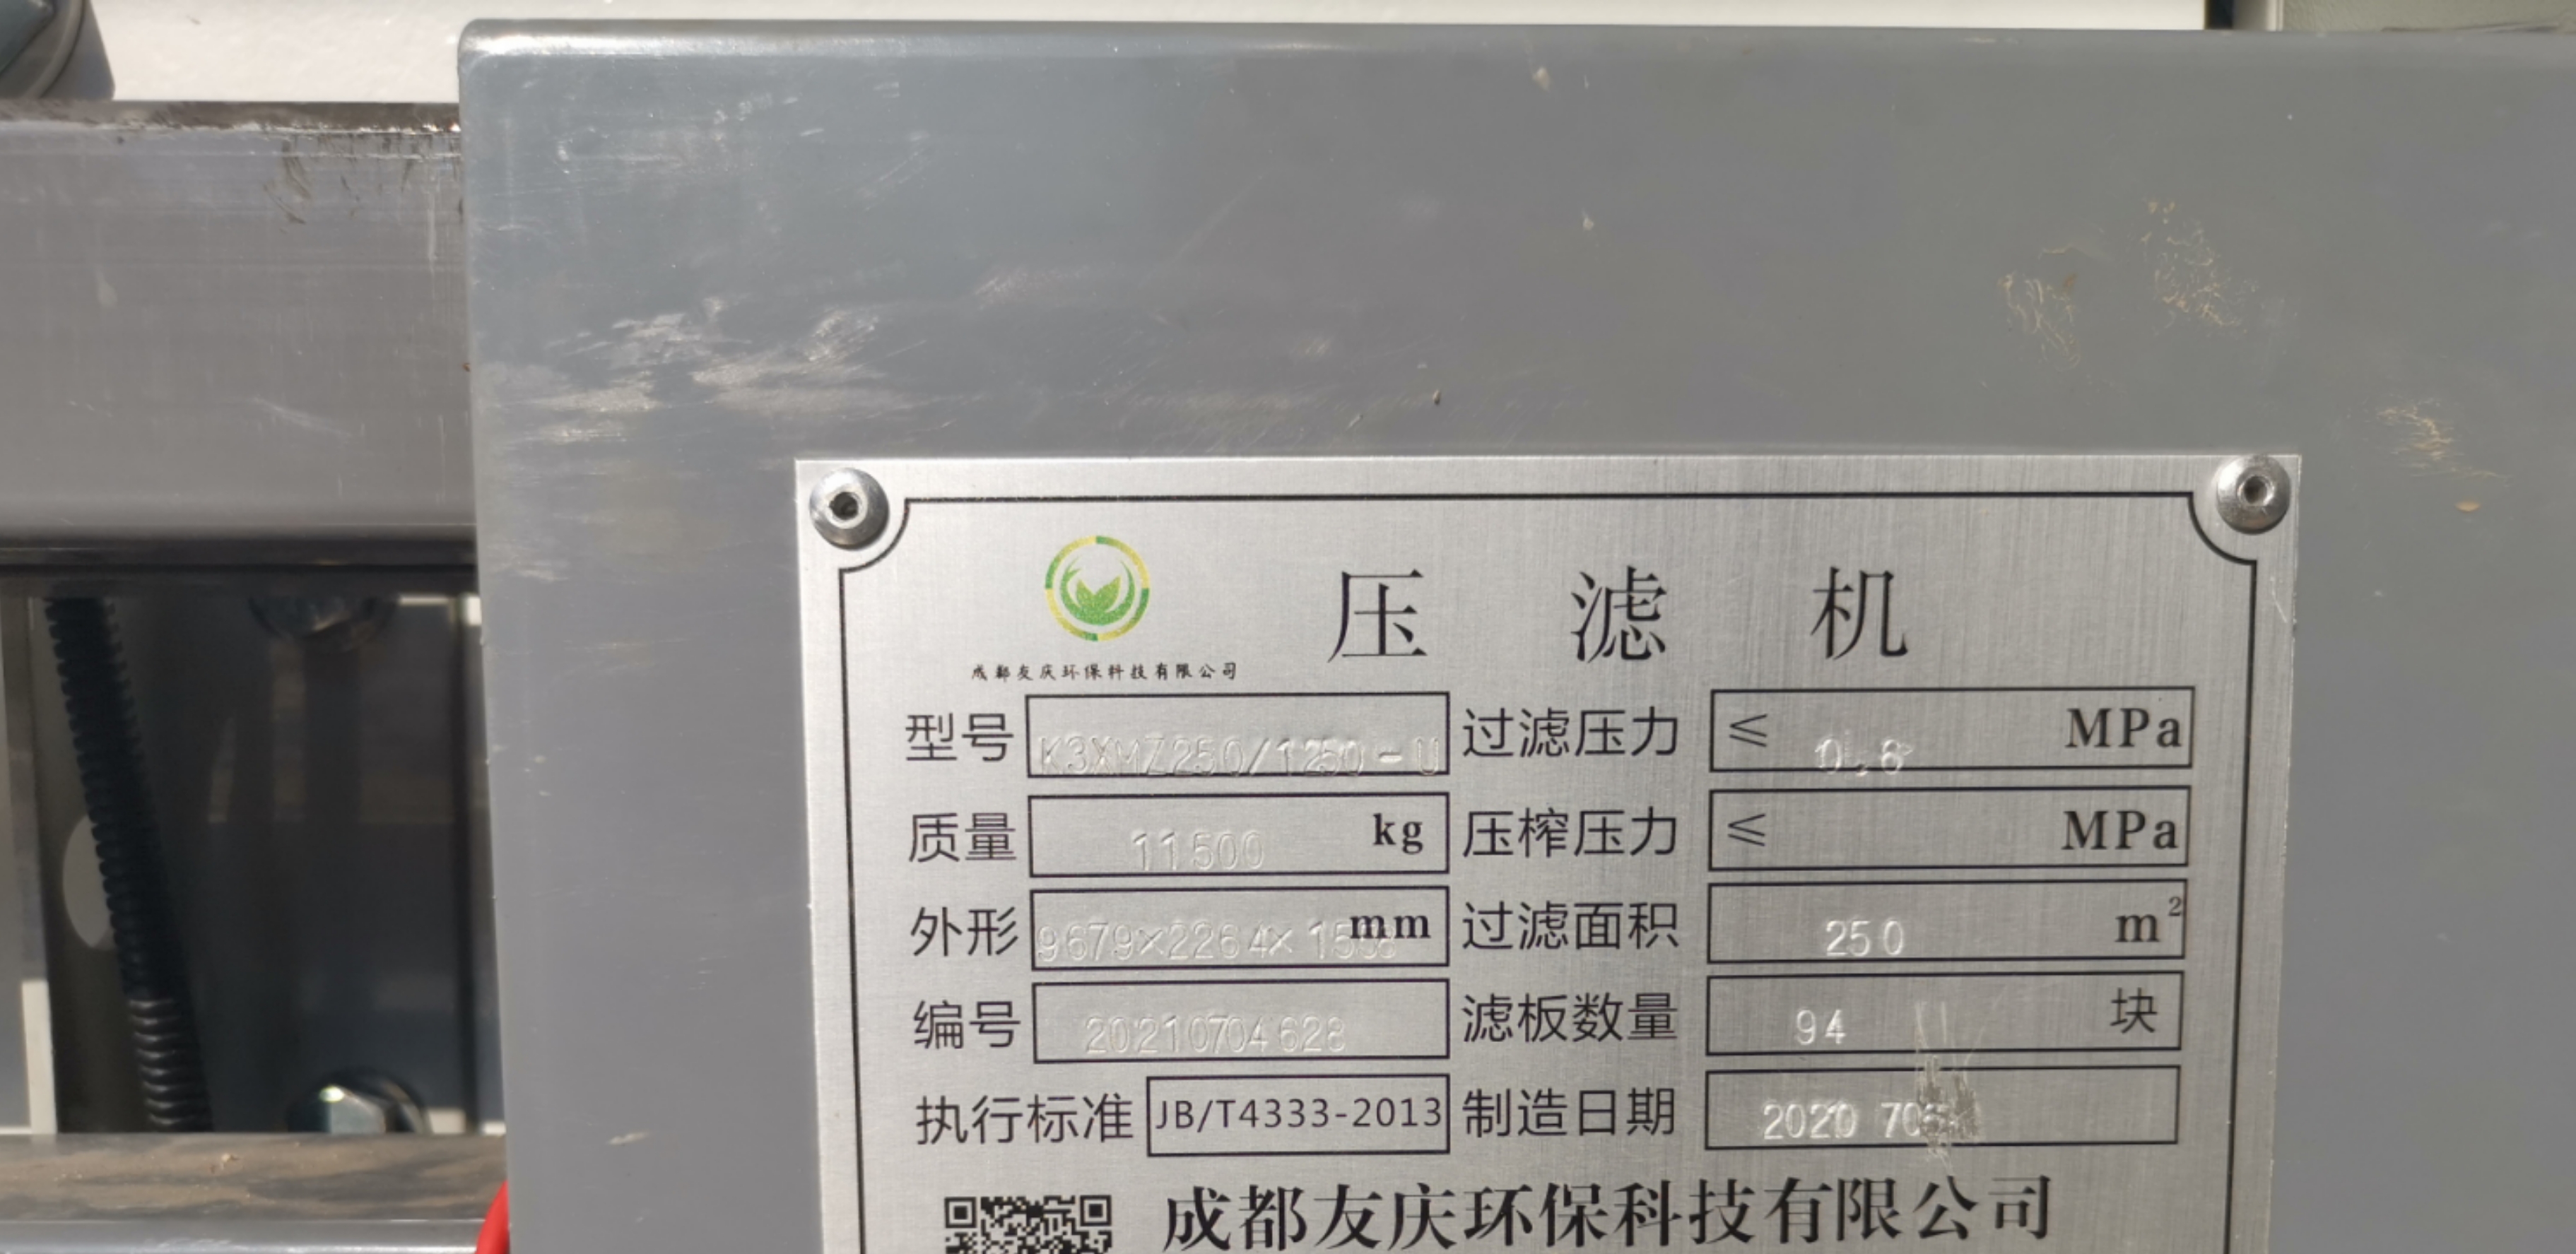 压 滤 机
成都友庆环保科技有限公司
型号 K3XMZ250/1250-U 过滤压力 ≤ 0.6 MPa
质量 11500 kg 压榨压力 ≤ MPa
外形 9679×2264× mm 过滤面积 250 m²
编号 20210704628 滤板数量 94 块
执行标准 JB/T4333-2013 制造日期 2020
成都友庆环保科技有限公司